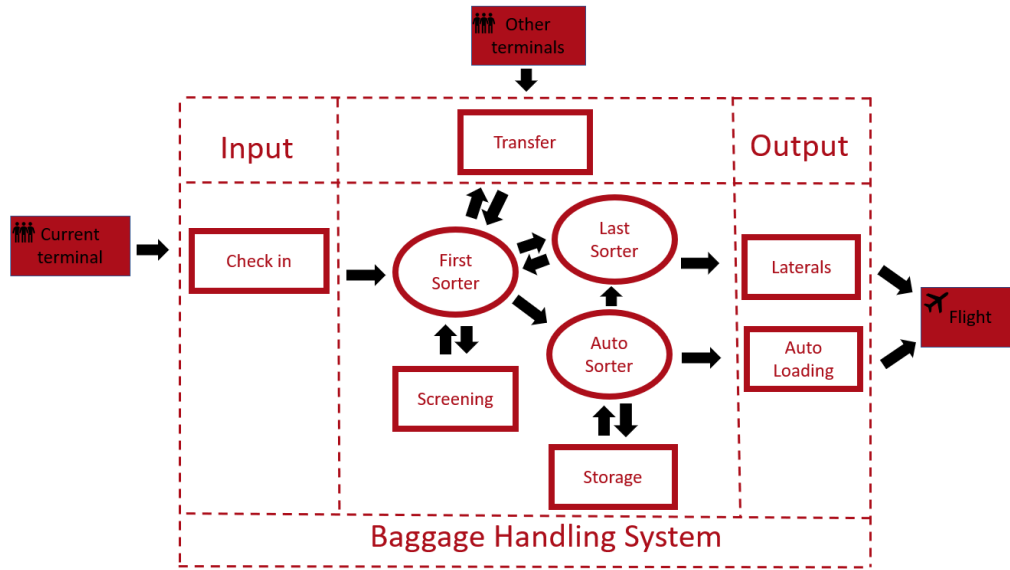 Other
terminals
Input
Transfer
Output
Current
terminal
Check in
First
Sorter
Last
Sorter
Laterals
Flight
Screening
Auto
Sorter
Auto
Loading
Storage
Baggage Handling System